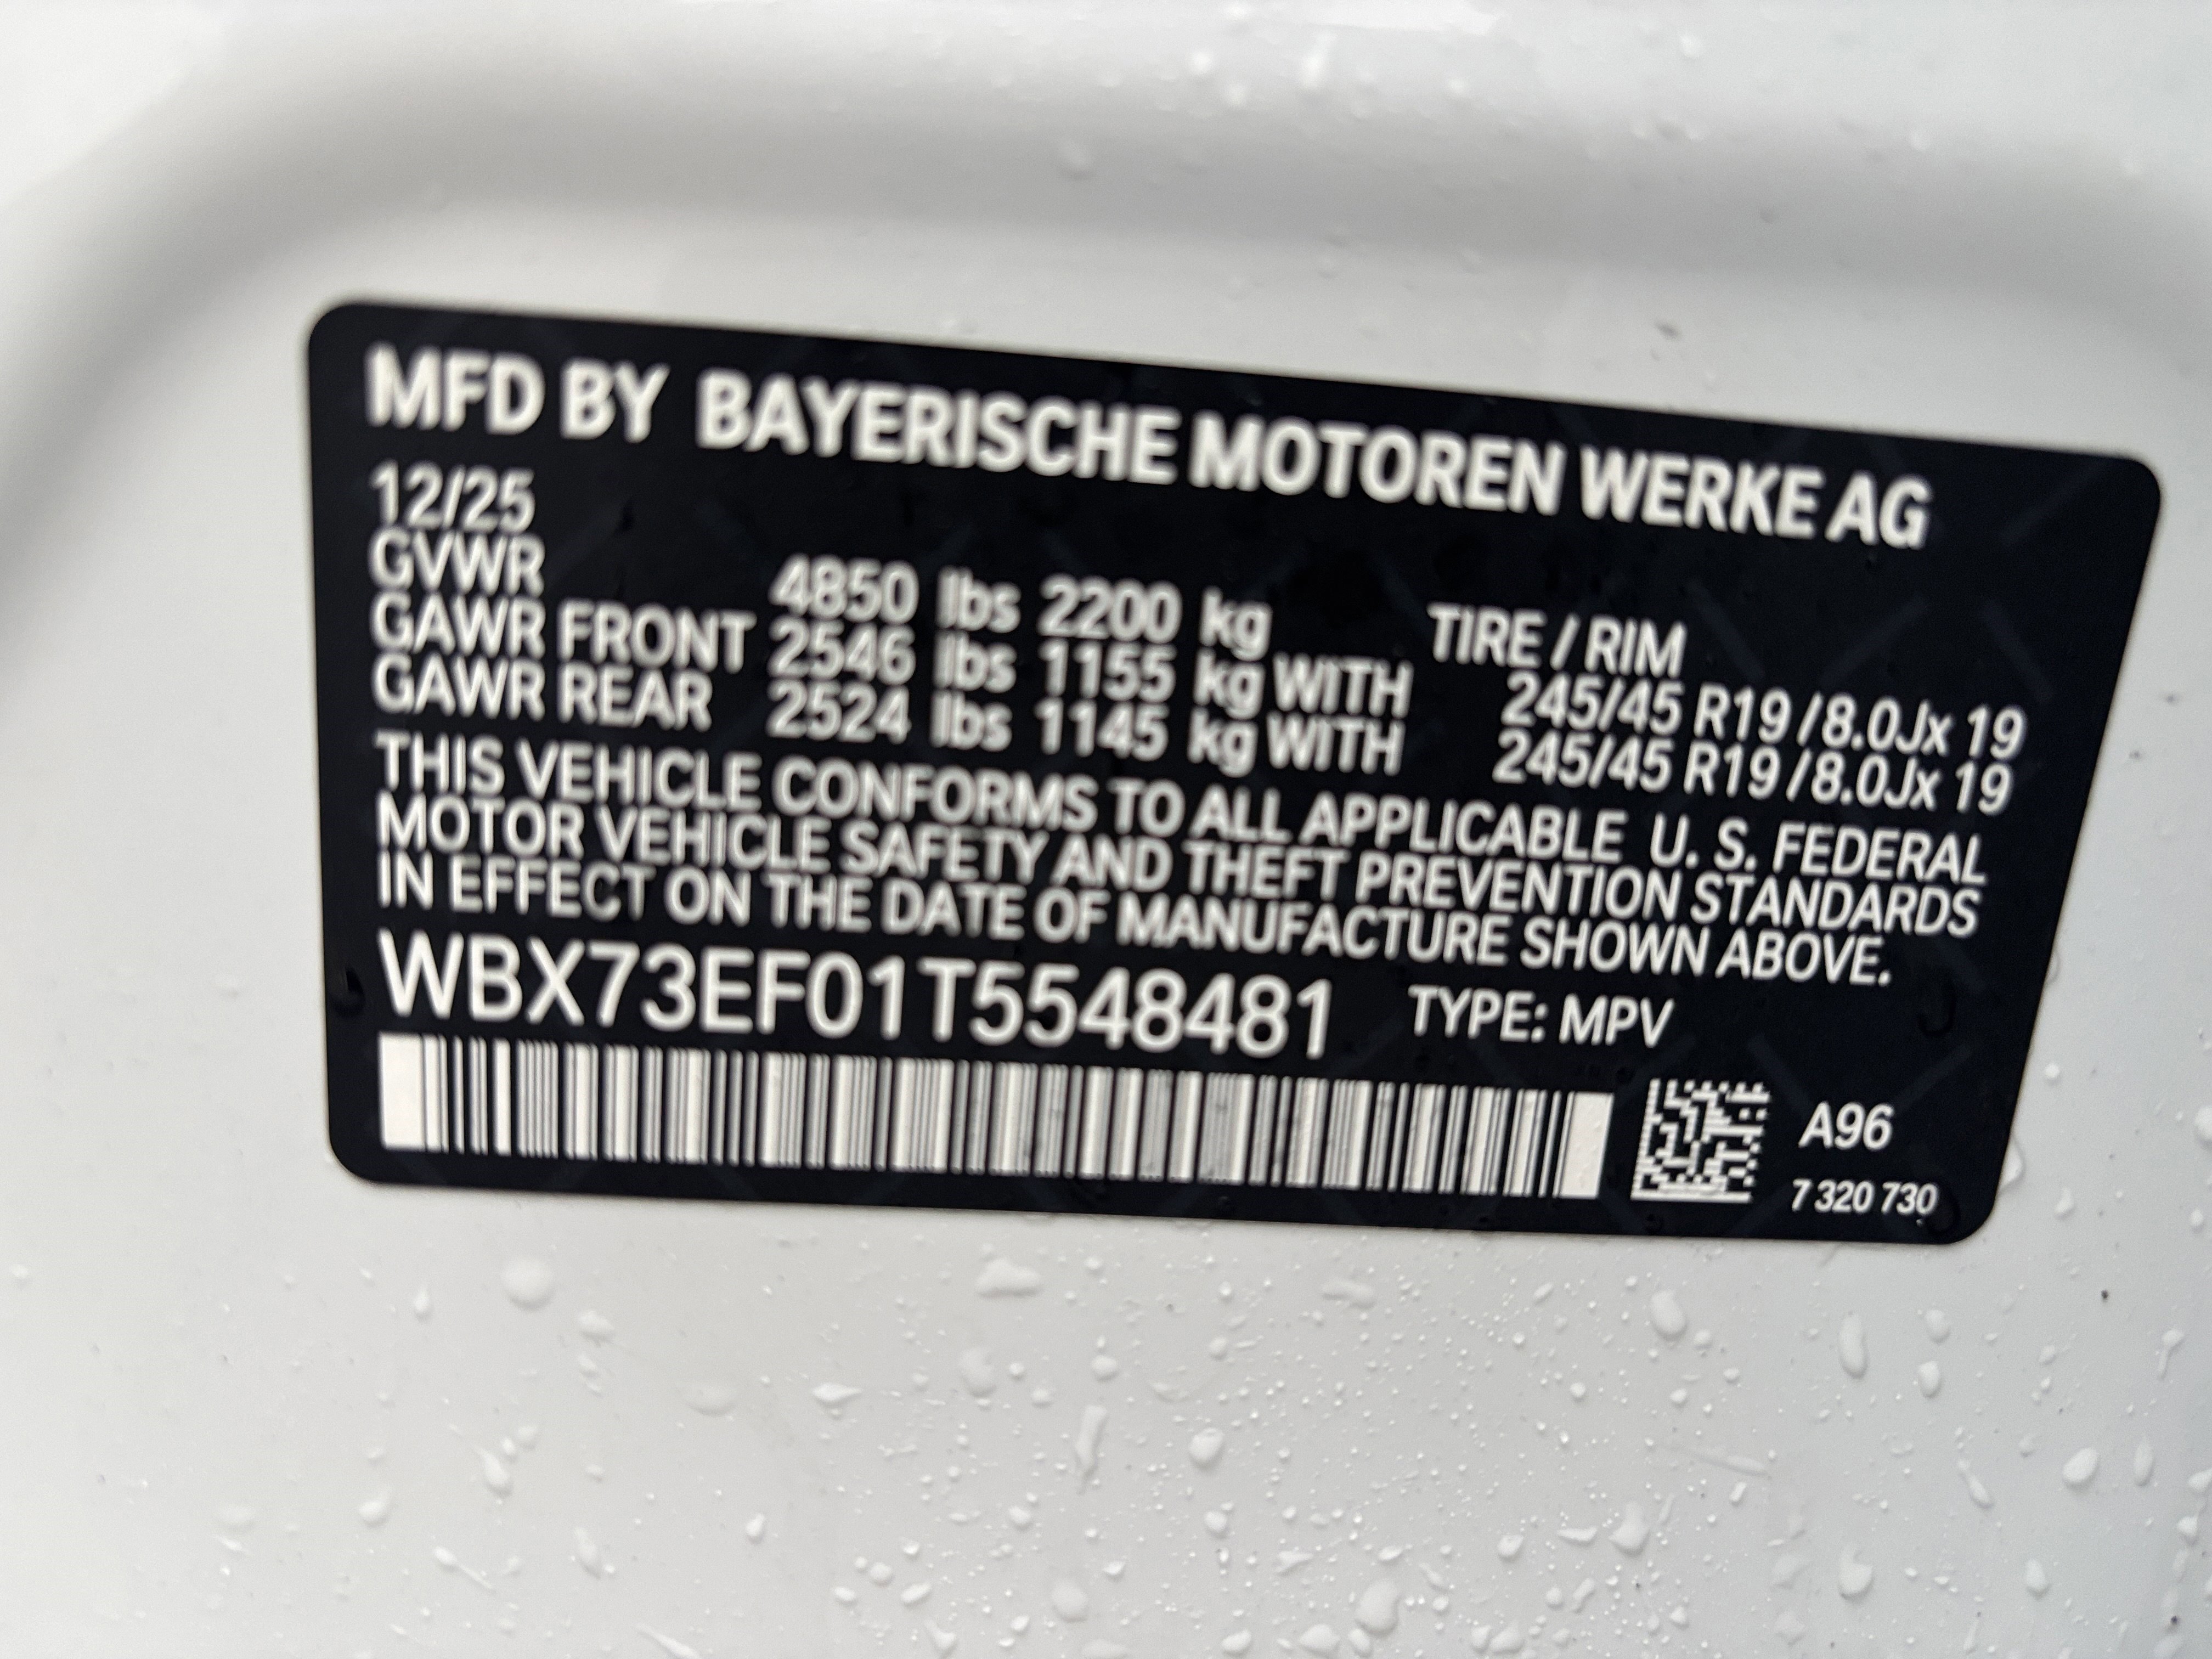 MFD BY BAYERISCHE MOTOREN WERKE AG
12/25
GVWR 4850 lbs 2200 kg TIRE / RIM
GAWR FRONT 2546 lbs 1155 kg WITH 245/45 R19 / 8.0Jx 19
GAWR REAR 2524 lbs 1145 kg WITH 245/45 R19 / 8.0Jx 19
THIS VEHICLE CONFORMS TO ALL APPLICABLE U. S. FEDERAL
MOTOR VEHICLE SAFETY AND THEFT PREVENTION STANDARDS
IN EFFECT ON THE DATE OF MANUFACTURE SHOWN ABOVE.
WBX73EF01T5548481 TYPE: MPV
A96
7 320 730